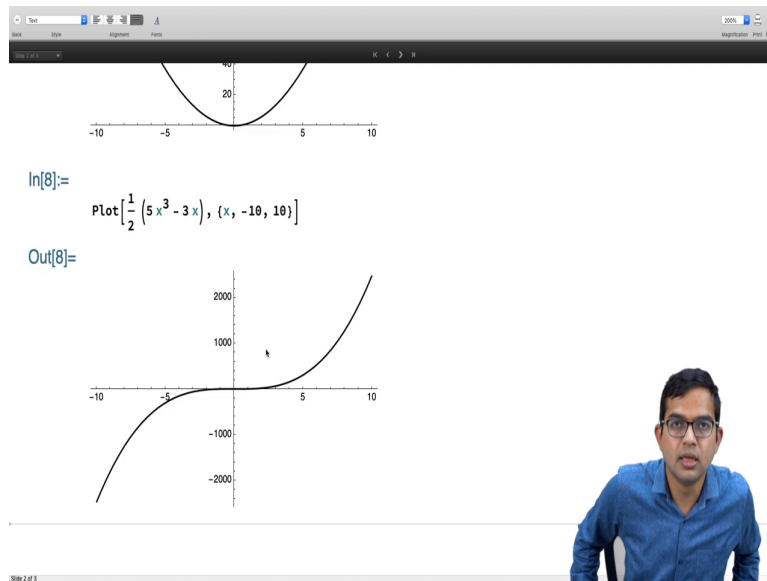 Text 200%
Back Style Alignment Fonts Magnification Print
Slide 2 of 3
40
20
-10 -5 5 10
In[8]:=
Plot[1/2 (5 x^3 - 3 x), {x, -10, 10}]
Out[8]=
2000
1000
-10 -5 5 10
-1000
-2000
Slide 2 of 3